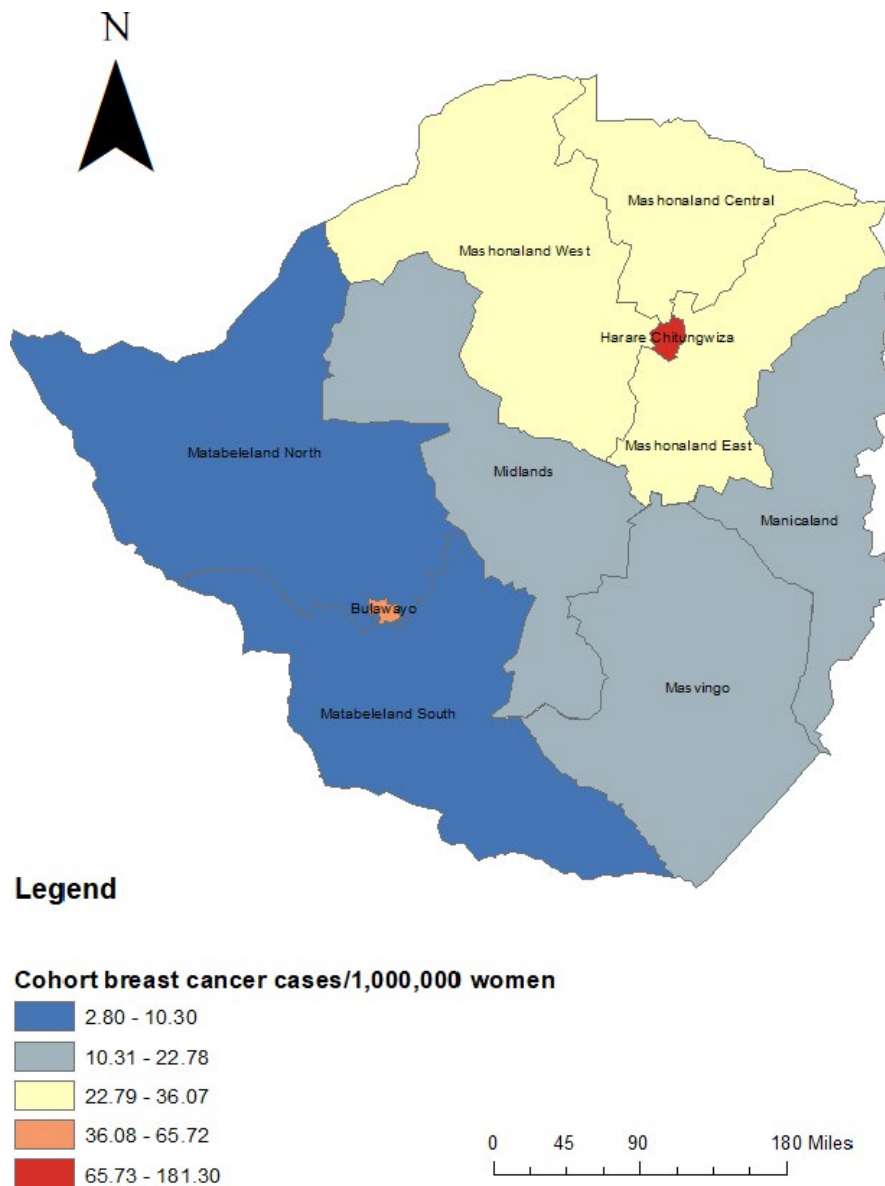 N
Mashonaland Central
Mashonaland West
Harare Chitungwiza
Mashonaland East
Matabeleland North
Midlands
Manicaland
Bulawayo
Masvingo
Matabeleland South
Legend
Cohort breast cancer cases/1,000,000 women
2.80 - 10.30
10.31 - 22.78
22.79 - 36.07
36.08 - 65.72
65.73 - 181.30
0 45 90 180 Miles